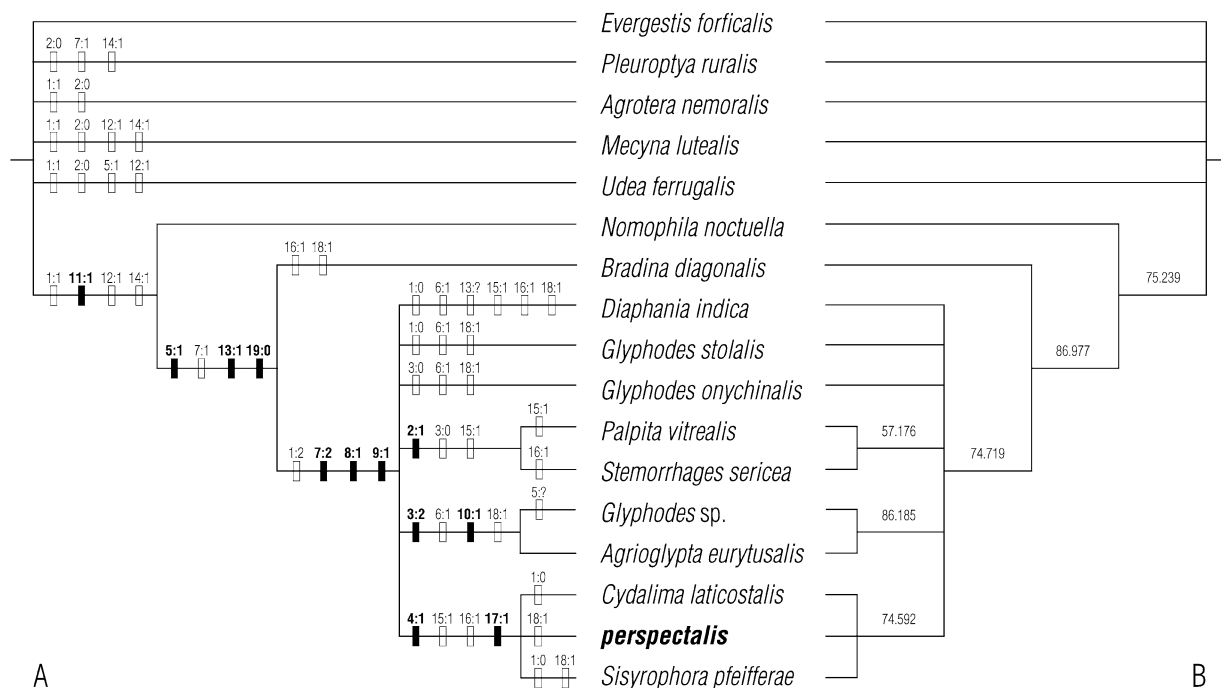 Evergestis forficalis
2:0 7:1 14:1
Pleuroptya ruralis
1:1 2:0
Agrotera nemoralis
1:1 2:0 12:1 14:1
Mecyna lutealis
1:1 2:0 5:1 12:1
Udea ferrugalis
Nomophila noctuella
16:1 18:1
Bradina diagonalis
1:1 11:1 12:1 14:1
75.239
1:0 6:1 13:? 15:1 16:1 18:1
Diaphania indica
1:0 6:1 18:1
Glyphodes stolalis
5:1 7:1 13:1 19:0
86.977
3:0 6:1 18:1
Glyphodes onychinalis
15:1
Palpita vitrealis
2:1 3:0 15:1
57.176
1:2 7:2 8:1 9:1
74.719
16:1
Stemorrhages sericea
5:?
Glyphodes sp.
3:2 6:1 10:1 18:1
86.185
Agrioglypta eurytusalis
1:0
Cydalima laticostalis
4:1 15:1 16:1 17:1
74.592
18:1
perspectalis
1:0 18:1
Sisyrophora pfeifferae
A
B